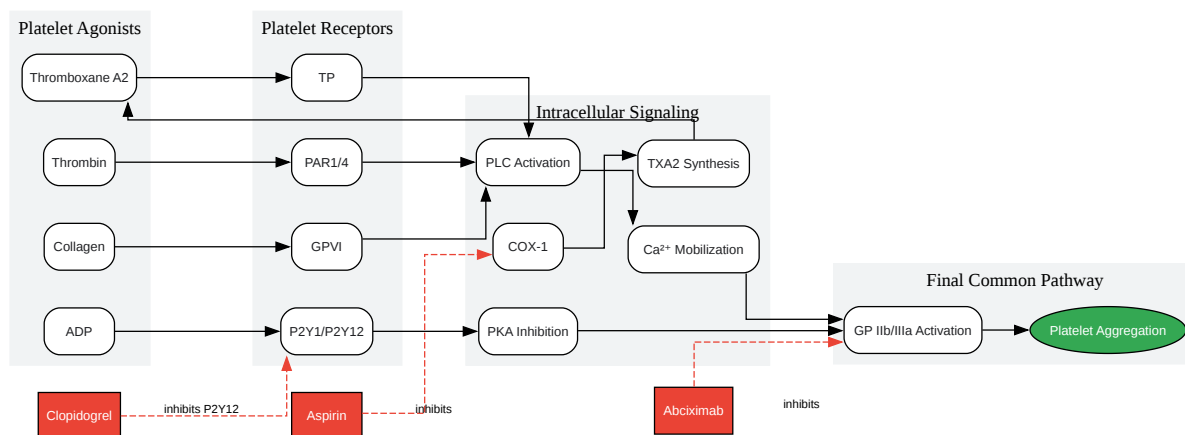 Platelet Agonists
Platelet Receptors
Thromboxane A2
TP
Intracellular Signaling
Thrombin
PAR1/4
PLC Activation
TXA2 Synthesis
Collagen
GPVI
COX-1
Ca²⁺ Mobilization
Final Common Pathway
ADP
P2Y1/P2Y12
PKA Inhibition
GP IIb/IIIa Activation
Platelet Aggregation
Clopidogrel
inhibits P2Y12
Aspirin
inhibits
Abciximab
inhibits